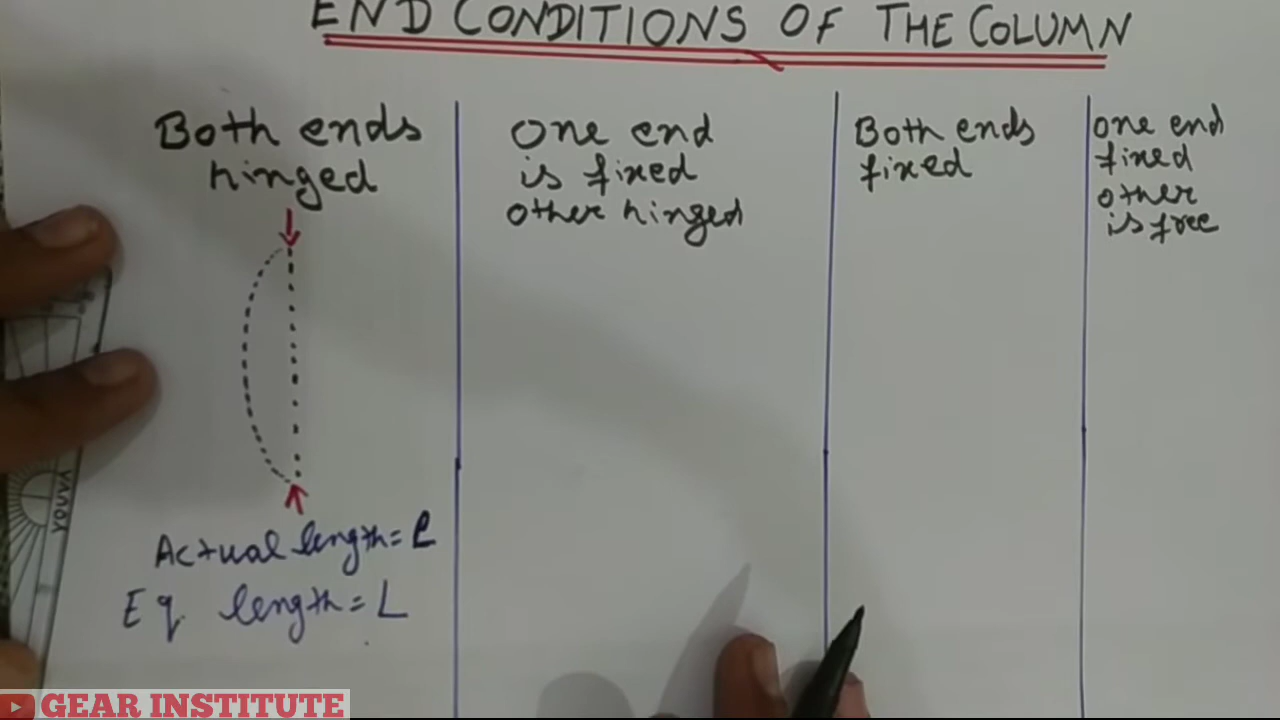 END CONDITIONS OF THE COLUMN
Both ends
hinged
One end
is fixed
other hinged
Both ends
fixed
one end
fixed
other
is free
Actual length = l
Eq. length = L
GEAR INSTITUTE